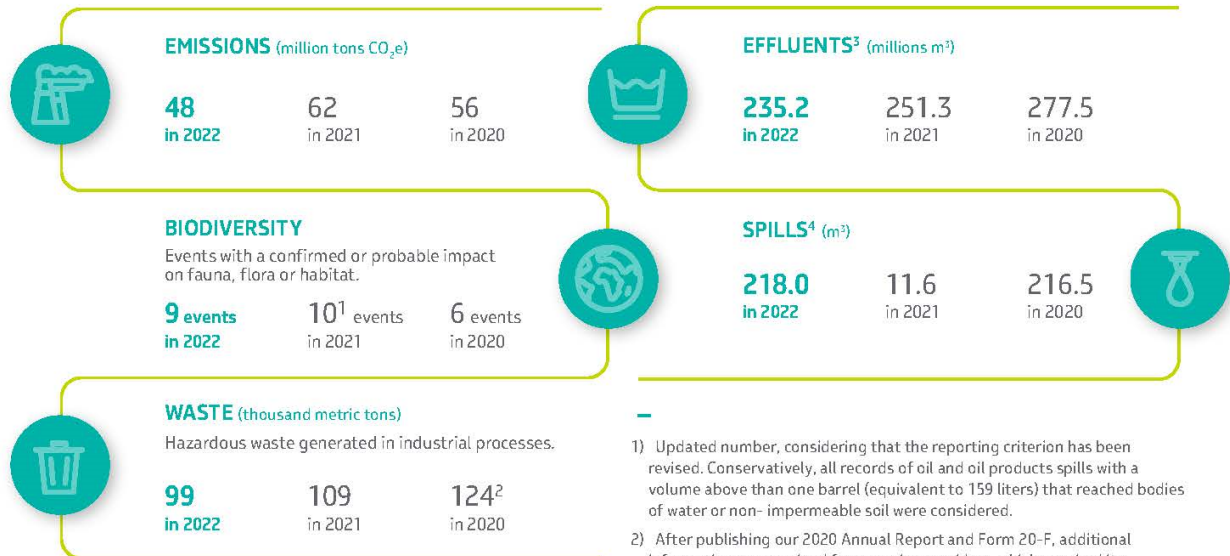 EMISSIONS (million tons CO₂e)
48 62 56
in 2022 in 2021 in 2020
BIODIVERSITY
Events with a confirmed or probable impact
on fauna, flora or habitat.
9 events 10¹ events 6 events
in 2022 in 2021 in 2020
WASTE (thousand metric tons)
Hazardous waste generated in industrial processes.
99 109 124²
in 2022 in 2021 in 2020
EFFLUENTS³ (millions m³)
235.2 251.3 277.5
in 2022 in 2021 in 2020
SPILLS⁴ (m³)
218.0 11.6 216.5
in 2022 in 2021 in 2020
1) Updated number, considering that the reporting criterion has been
revised. Conservatively, all records of oil and oil products spills with a
volume above than one barrel (equivalent to 159 liters) that reached bodies
of water or non- impermeable soil were considered.
2) After publishing our 2020 Annual Report and Form 20-F, additional